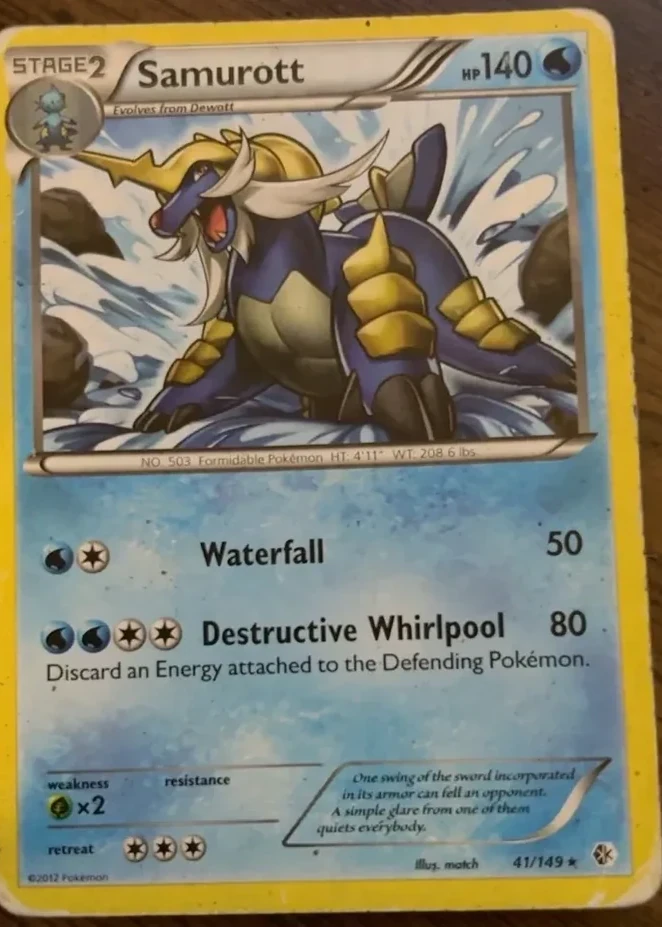 STAGE2 Samurott HP 140
Evolves from Dewott
NO. 503 Formidable Pokémon HT: 4'11" WT: 208.6 lbs.
Waterfall 50
Destructive Whirlpool 80
Discard an Energy attached to the Defending Pokémon.
weakness resistance
×2
One swing of the sword incorporated
in its armor can fell an opponent.
A simple glare from one of them
quiets everybody.
retreat
Illus. match 41/149 ★
©2012 Pokémon